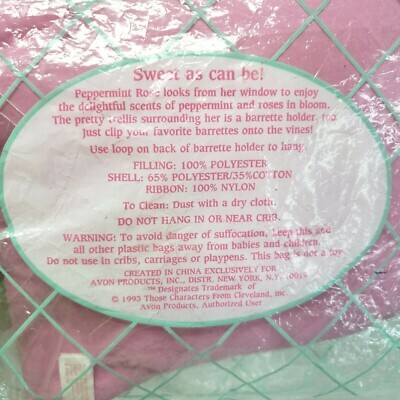 Sweet as can be!
Peppermint Rose looks from her window to enjoy
the delightful scents of peppermint and roses in bloom.
The pretty trellis surrounding her is a barrette holder, too.
Just clip your favorite barrettes onto the vines!
Use loop on back of barrette to hang.
FILLING: 100% POLYESTER
SHELL: 65% POLYESTER/35%COTTON
RIBBON: 100% NYLON
To Clean: Dust with a dry cloth.
DO NOT HANG IN OR NEAR CRIB.
WARNING: To avoid danger of suffocation, keep this and
all other plastic bags away from babies and children.
Do not use in cribs, carriages or playpens. This bag is not a toy
CREATED IN CHINA EXCLUSIVELY FOR
AVON PRODUCTS, INC., DISTR. NEW YORK, N.Y. 10019
™ Designates Trademark of
© 1993 Those Characters From Cleveland, Inc.
Avon Products, Authorized User